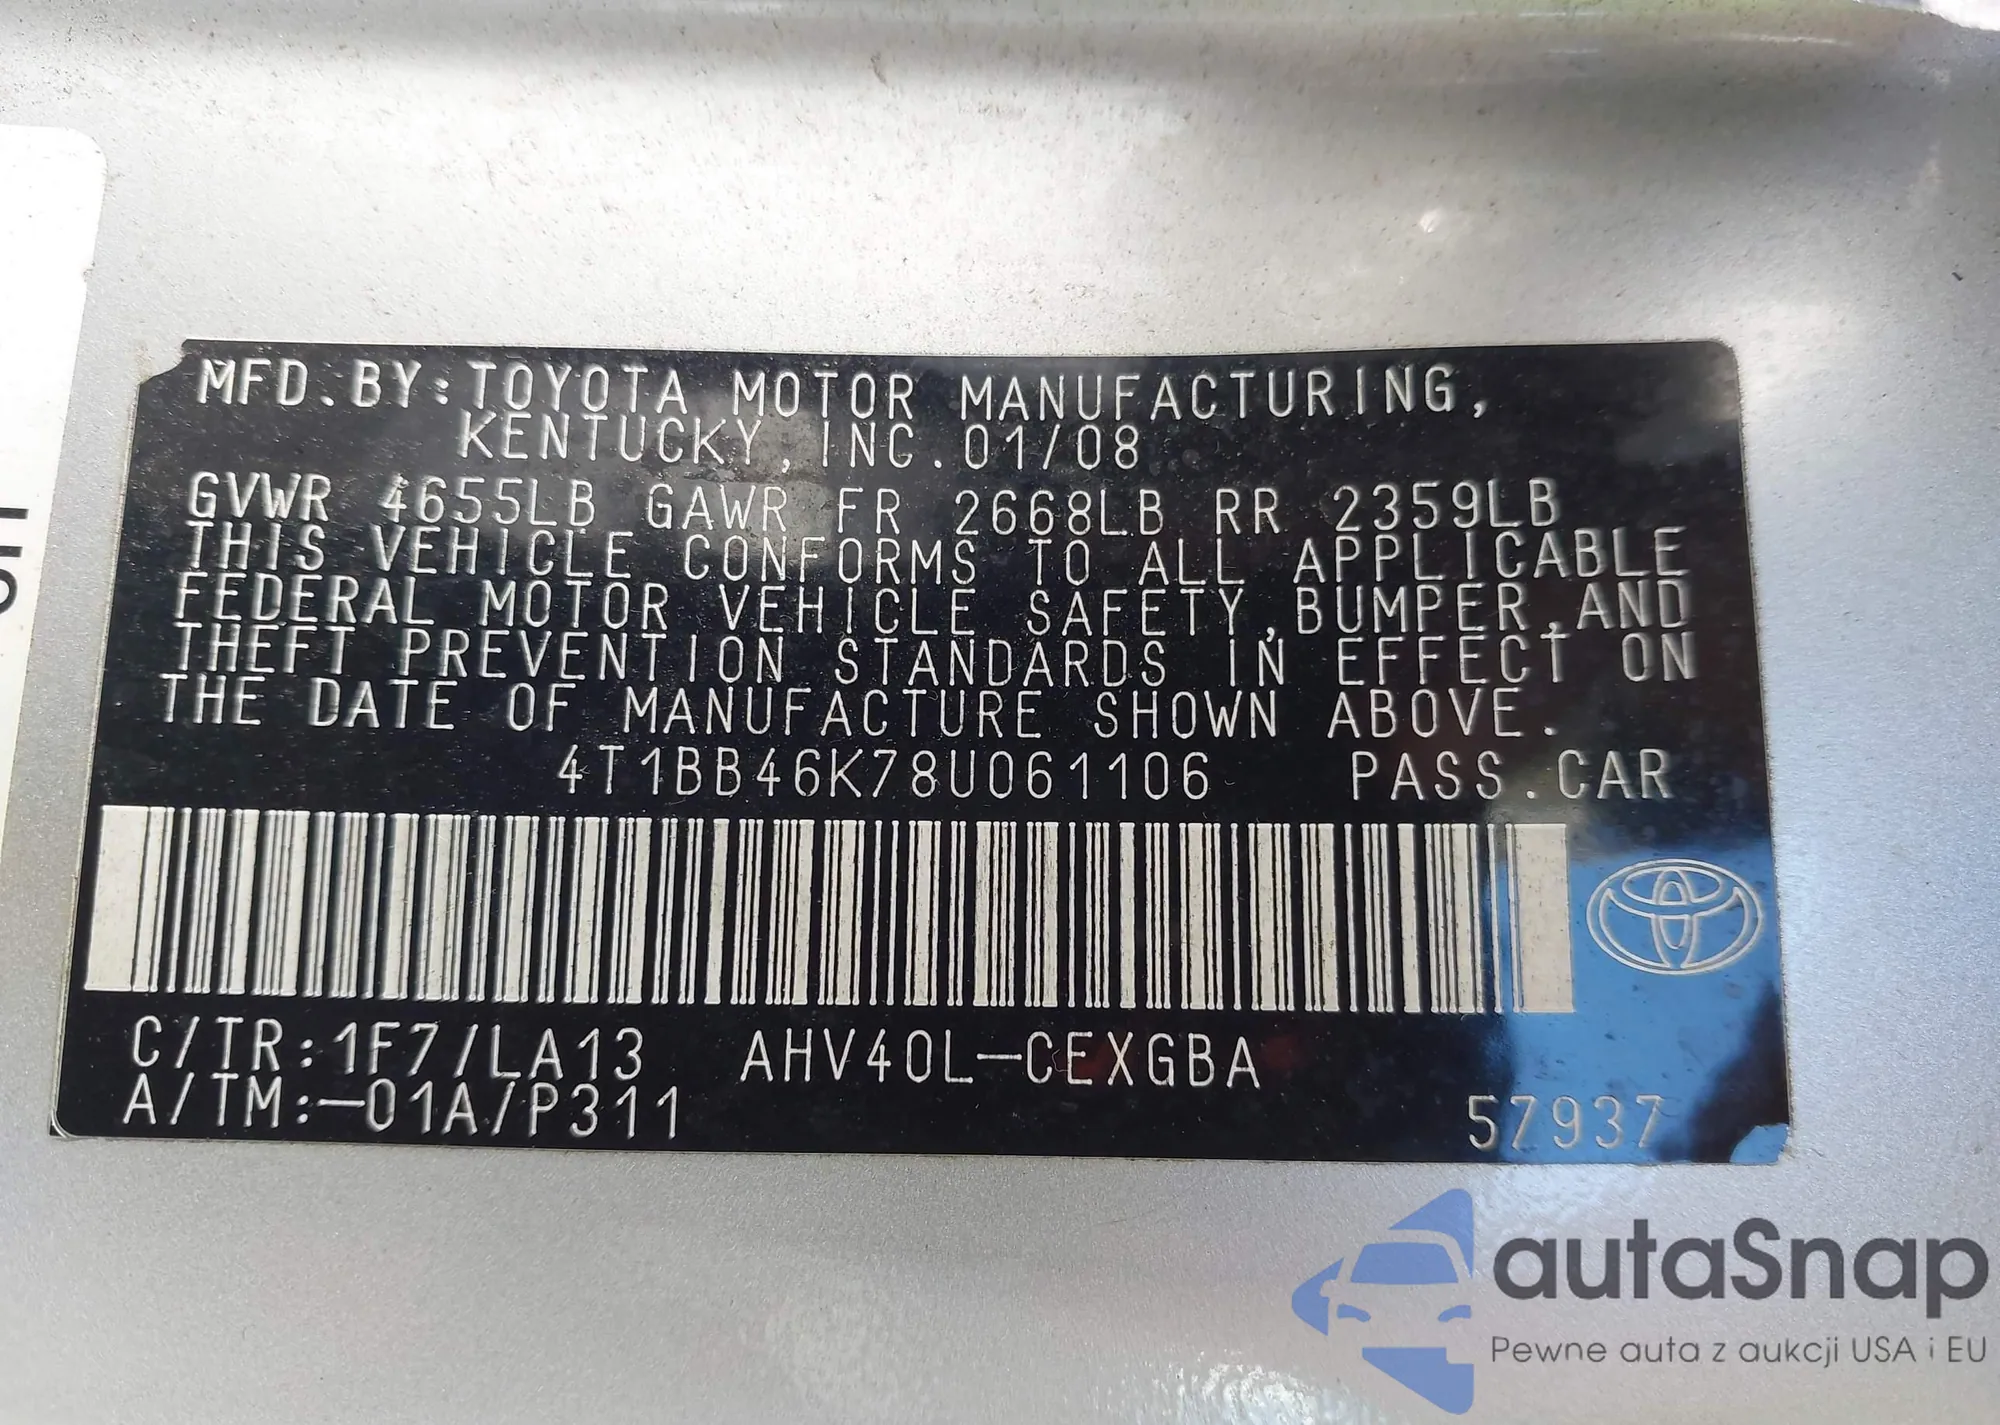 MFD.BY:TOYOTA MOTOR MANUFACTURING,
KENTUCKY, INC.01/08
GVWR 4655LB GAWR FR 2668LB RR 2359LB
THIS VEHICLE CONFORMS TO ALL APPLICABLE
FEDERAL MOTOR VEHICLE SAFETY,BUMPER,AND
THEFT PREVENTION STANDARDS IN EFFECT ON
THE DATE OF MANUFACTURE SHOWN ABOVE.
4T1BB46K78U061106 PASS.CAR
C/TR:1F7/LA13 AHV40L-CEXGBA
A/TM:-01A/P311 57937
autaSnap
Pewne auta z aukcji USA i EU